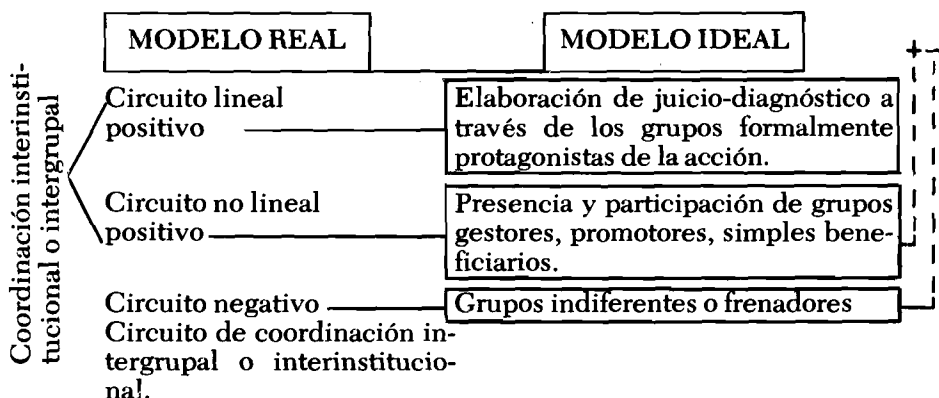 MODELO REAL
MODELO IDEAL
Coordinación interinsti-
tucional o intergrupal
Circuito lineal
positivo
Elaboración de juicio-diagnóstico a
través de los grupos formalmente
protagonistas de la acción.
Circuito no lineal
positivo
Presencia y participación de grupos
gestores, promotores, simples bene-
ficiarios.
Circuito negativo
Grupos indiferentes o frenadores
Circuito de coordinación in-
tergrupal o interinstitucio-
nal.